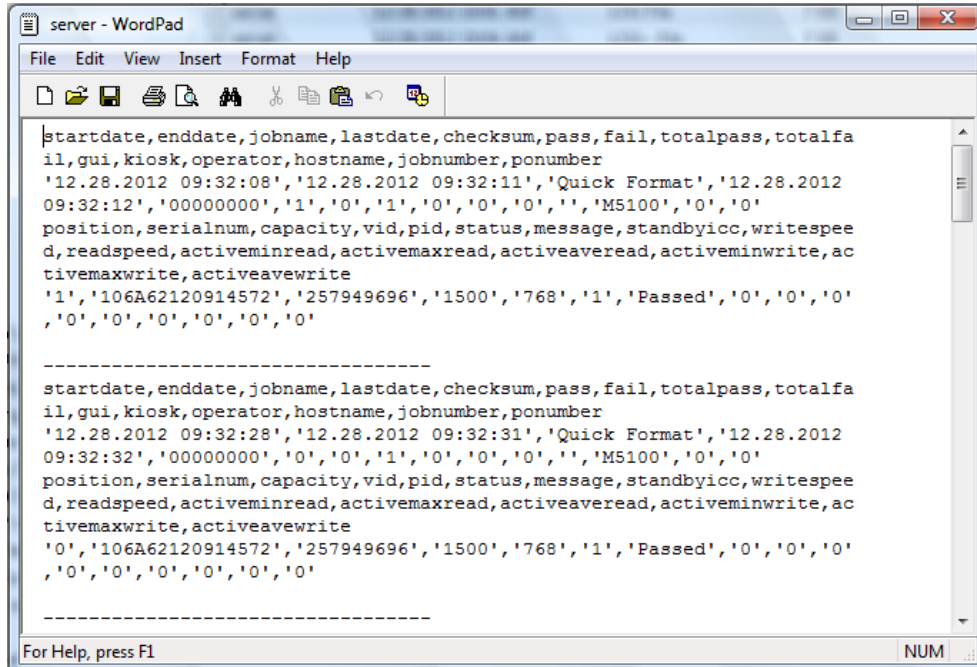 server - WordPad
File Edit View Insert Format Help
startdate,enddate,jobname,lastdate,checksum,pass,fail,totalpass,totalfa
il,gui,kiosk,operator,hostname,jobnumber,ponumber
'12.28.2012 09:32:08','12.28.2012 09:32:11','Quick Format','12.28.2012
09:32:12','00000000','1','0','1','0','0','0','','M5100','0','0'
position,serialnum,capacity,vid,pid,status,message,standbyicc,writespee
d,readspeed,activeminread,activemaxread,activeaveread,activeminwrite,ac
tivemaxwrite,activeavewrite
'1','106A62120914572','257949696','1500','768','1','Passed','0','0','0'
,'0','0','0','0','0','0'
---------------------------------
startdate,enddate,jobname,lastdate,checksum,pass,fail,totalpass,totalfa
il,gui,kiosk,operator,hostname,jobnumber,ponumber
'12.28.2012 09:32:28','12.28.2012 09:32:31','Quick Format','12.28.2012
09:32:32','00000000','0','0','1','0','0','0','','M5100','0','0'
position,serialnum,capacity,vid,pid,status,message,standbyicc,writespee
d,readspeed,activeminread,activemaxread,activeaveread,activeminwrite,ac
tivemaxwrite,activeavewrite
'0','106A62120914572','257949696','1500','768','1','Passed','0','0','0'
,'0','0','0','0','0','0'
---------------------------------
For Help, press F1 NUM